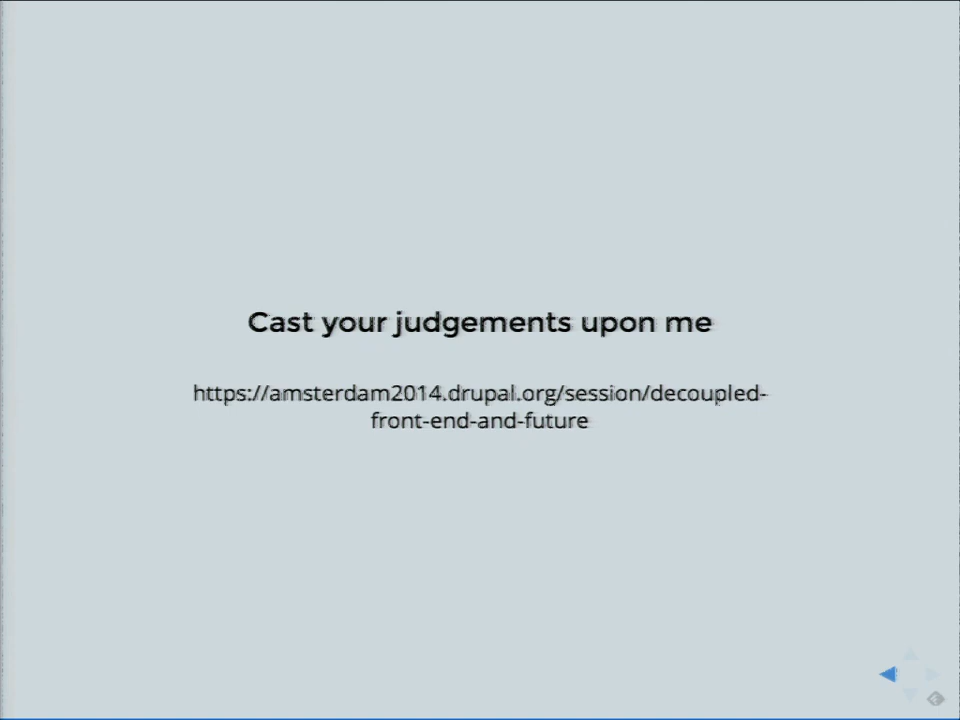 Cast your judgements upon me
https://amsterdam2014.drupal.org/session/decoupled-
front-end-and-future